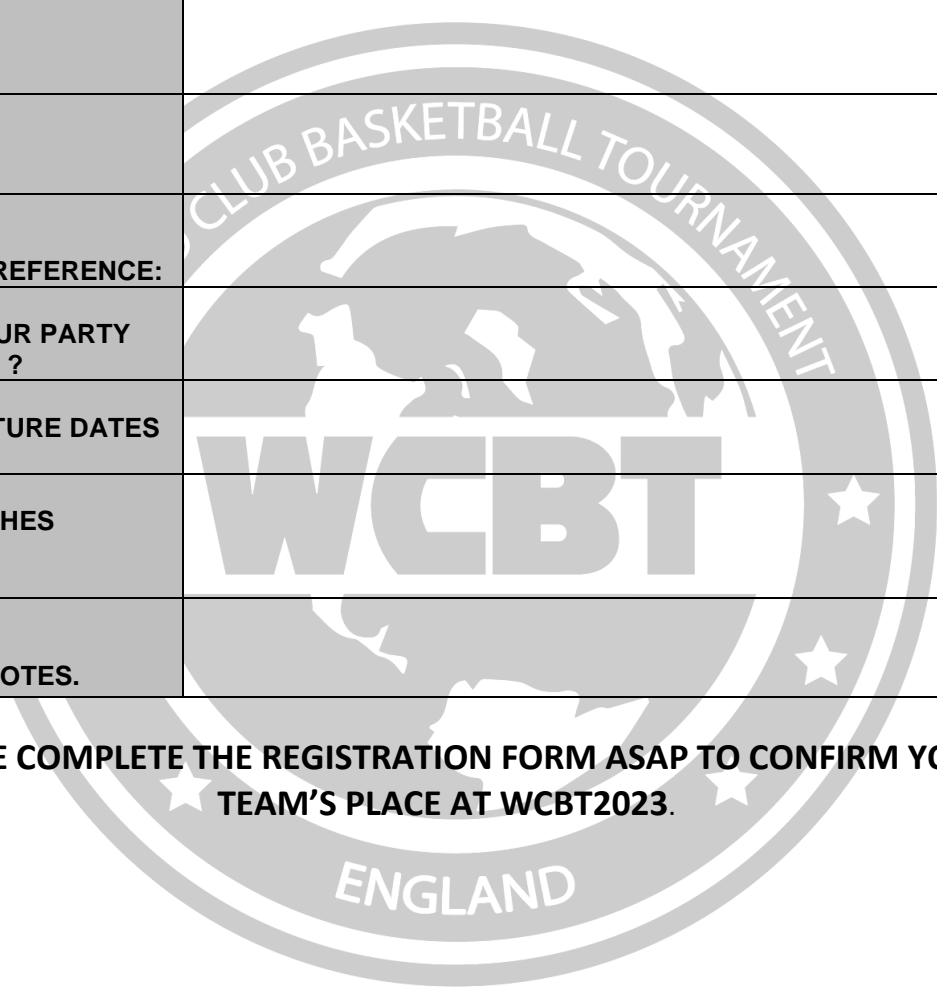 CLUB BASKETBALL TOURNAMENT
REFERENCE:
UR PARTY
?
TURE DATES
WCBT
HES
OTES.
E COMPLETE THE REGISTRATION FORM ASAP TO CONFIRM YO
TEAM’S PLACE AT WCBT2023.
ENGLAND